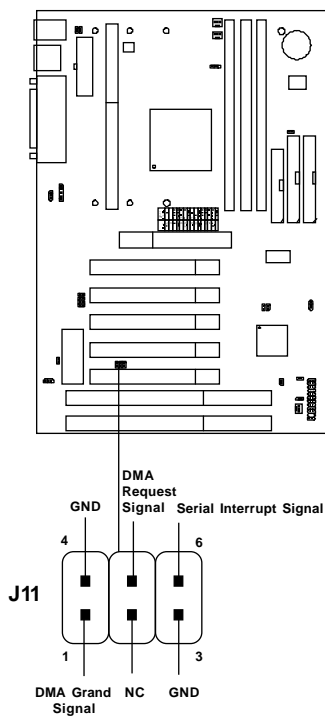 DMA
Request
Signal
GND
Serial Interrupt Signal
4
6
J11
1
3
DMA Grand
Signal
NC
GND